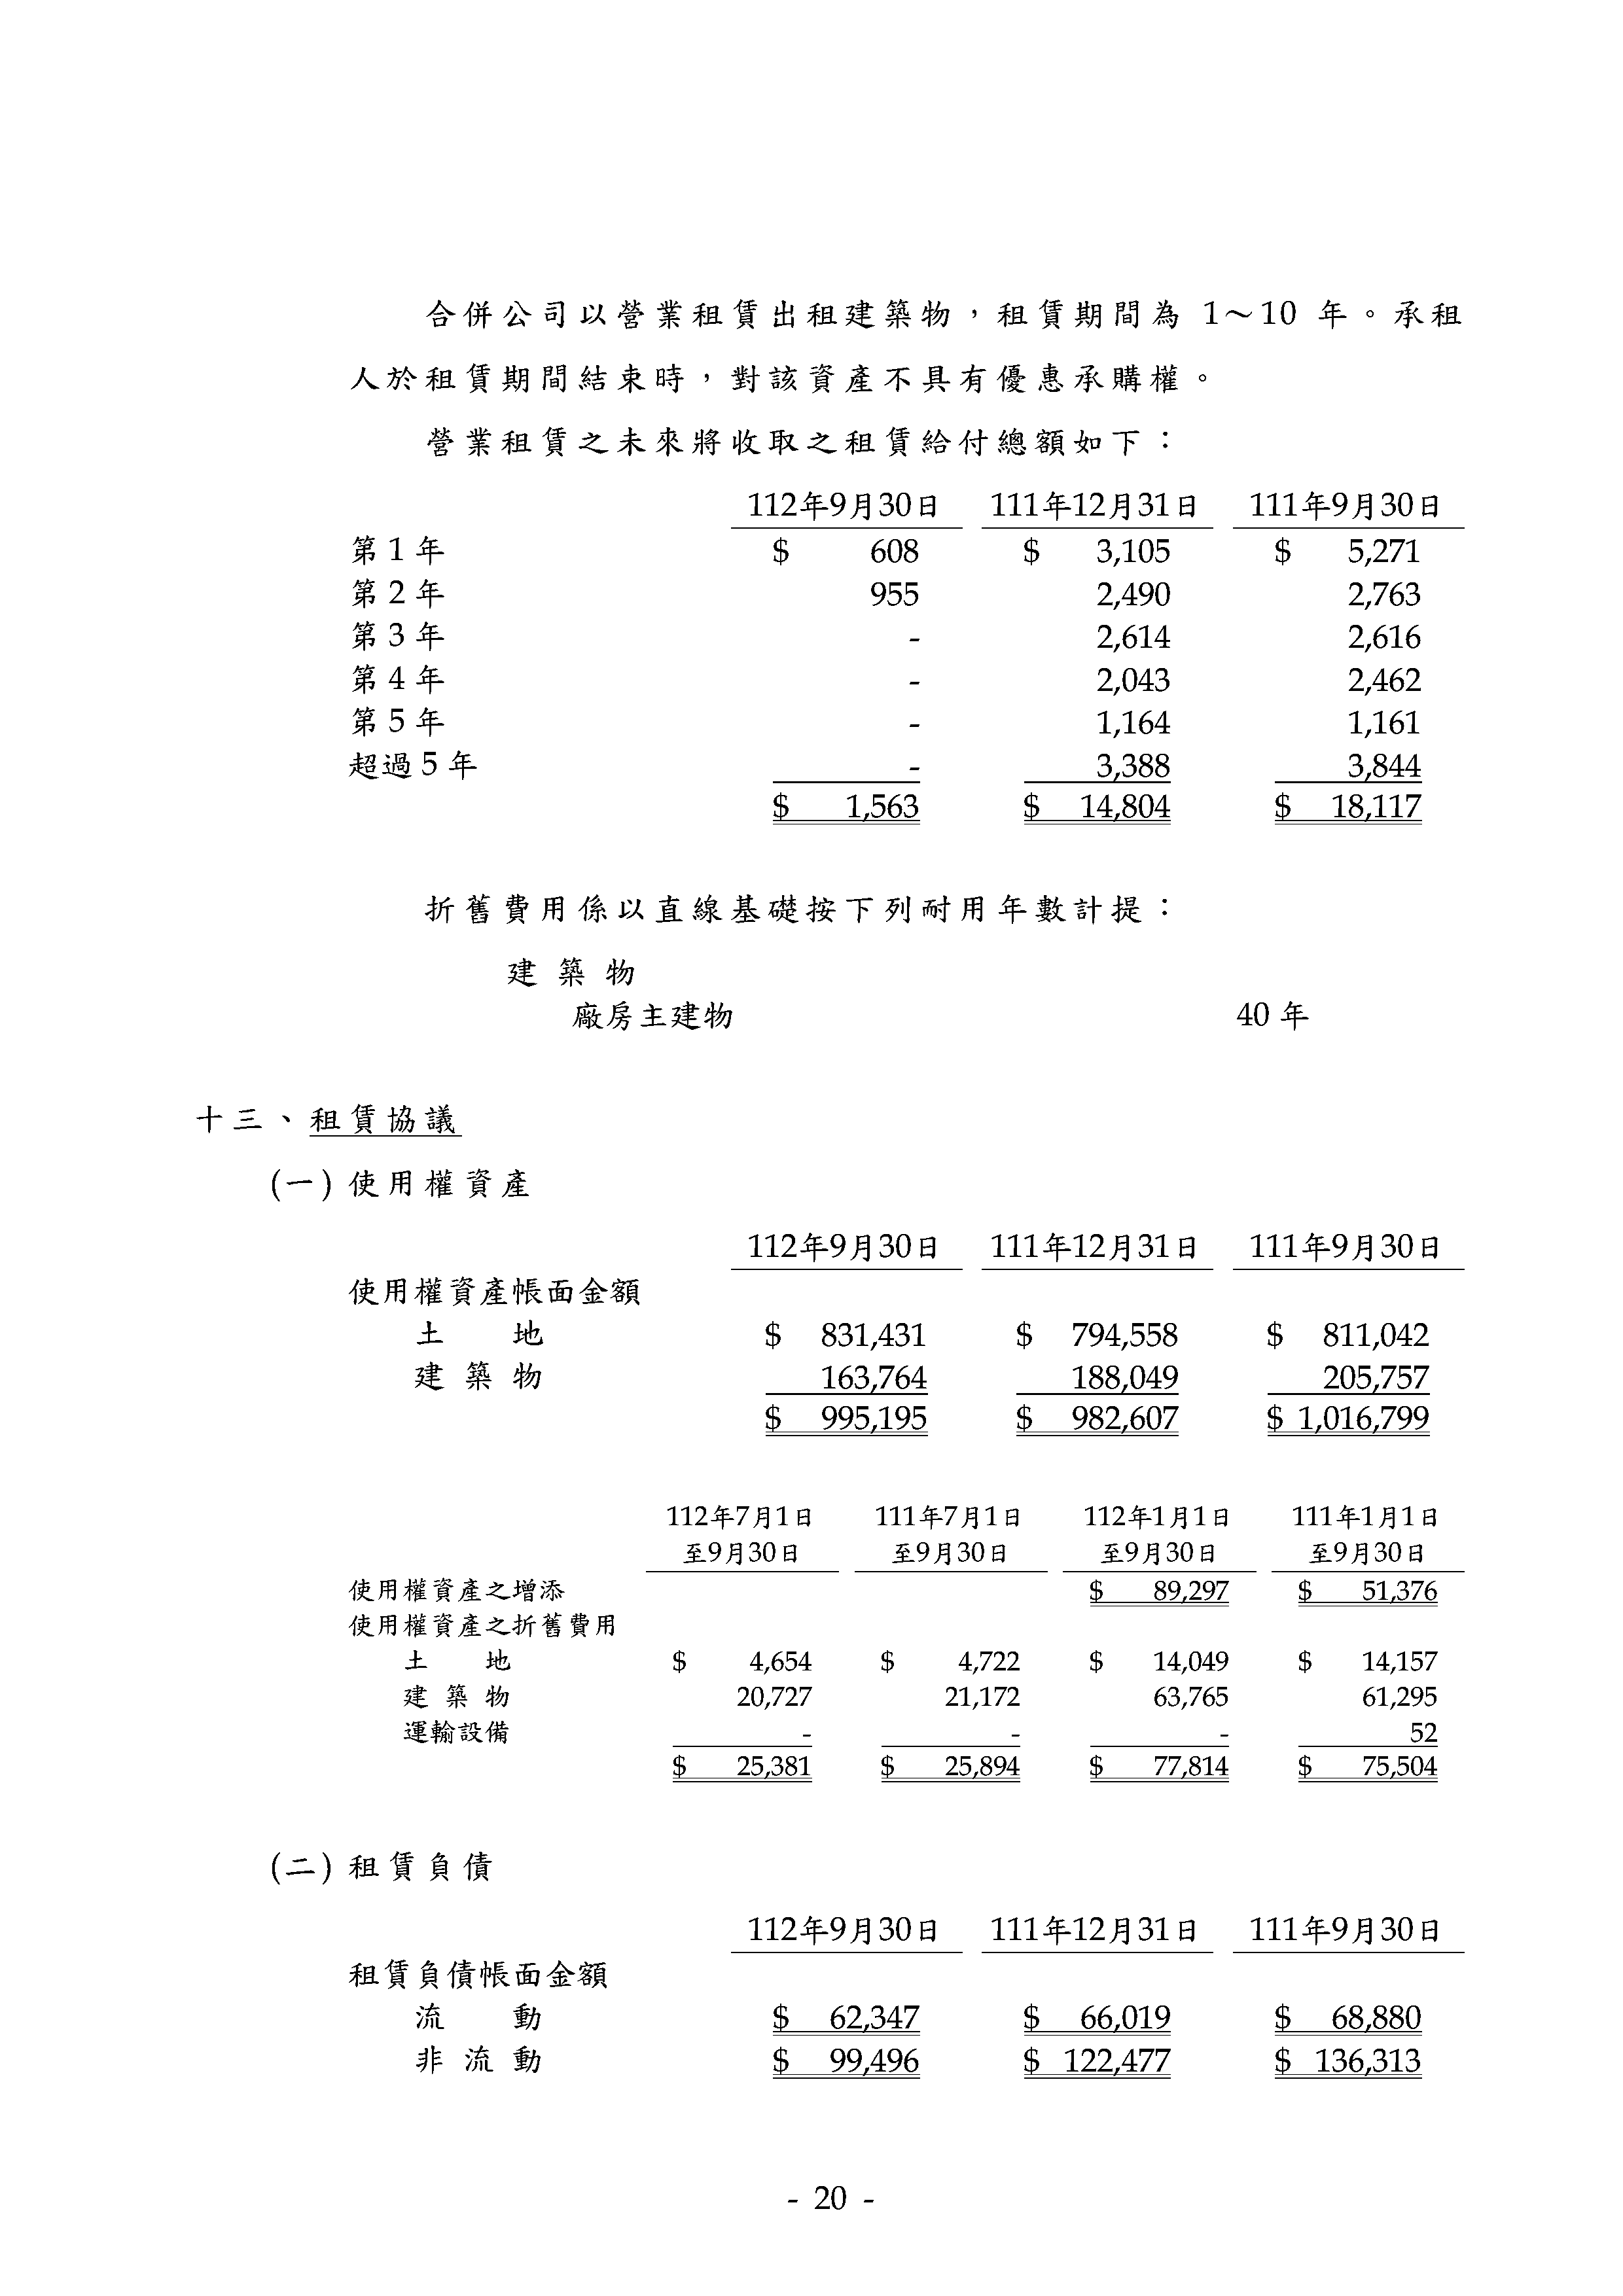 合併公司以營業租賃出租建築物，租賃期間為 1～10 年。承租
人於租賃期間結束時，對該資產不具有優惠承購權。
營業租賃之未來將收取之租賃給付總額如下：
112年9月30日 111年12月31日 111年9月30日
第 1 年 $ 608 $ 3,105 $ 5,271
第 2 年 955 2,490 2,763
第 3 年 - 2,614 2,616
第 4 年 - 2,043 2,462
第 5 年 - 1,164 1,161
超過 5 年 - 3,388 3,844
$ 1,563 $ 14,804 $ 18,117
折舊費用係以直線基礎按下列耐用年數計提：
建築物
廠房主建物 40 年
十三、租賃協議
(一) 使用權資產
112年9月30日 111年12月31日 111年9月30日
使用權資產帳面金額
土 地 $ 831,431 $ 794,558 $ 811,042
建築物 163,764 188,049 205,757
$ 995,195 $ 982,607 $ 1,016,799
112年7月1日 111年7月1日 112年1月1日 111年1月1日
至9月30日 至9月30日 至9月30日 至9月30日
使用權資產之增添 $ 89,297 $ 51,376
使用權資產之折舊費用
土 地 $ 4,654 $ 4,722 $ 14,049 $ 14,157
建築物 20,727 21,172 63,765 61,295
運輸設備 - - - 52
$ 25,381 $ 25,894 $ 77,814 $ 75,504
(二) 租賃負債
112年9月30日 111年12月31日 111年9月30日
租賃負債帳面金額
流 動 $ 62,347 $ 66,019 $ 68,880
非流動 $ 99,496 $ 122,477 $ 136,313
- 20 -